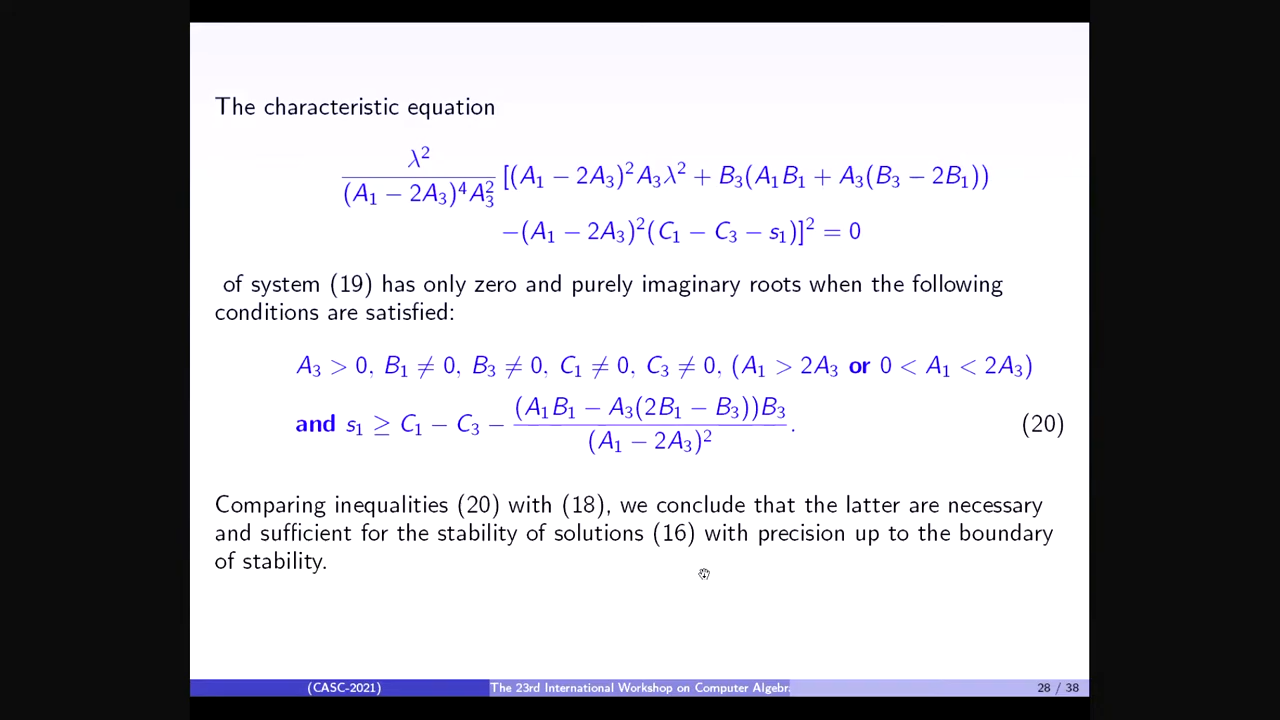 The characteristic equation
λ² / ((A₁ − 2A₃)⁴A₃²) [(A₁ − 2A₃)²A₃λ² + B₃(A₁B₁ + A₃(B₃ − 2B₁))
−(A₁ − 2A₃)²(C₁ − C₃ − s₁)]² = 0
of system (19) has only zero and purely imaginary roots when the following
conditions are satisfied:
A₃ > 0, B₁ ≠ 0, B₃ ≠ 0, C₁ ≠ 0, C₃ ≠ 0, (A₁ > 2A₃ or 0 < A₁ < 2A₃)
and s₁ ≥ C₁ − C₃ − (A₁B₁ − A₃(2B₁ − B₃))B₃ / (A₁ − 2A₃)². (20)
Comparing inequalities (20) with (18), we conclude that the latter are necessary
and sufficient for the stability of solutions (16) with precision up to the boundary
of stability.
(CASC-2021) The 23rd International Workshop on Computer Algebr 28 / 38